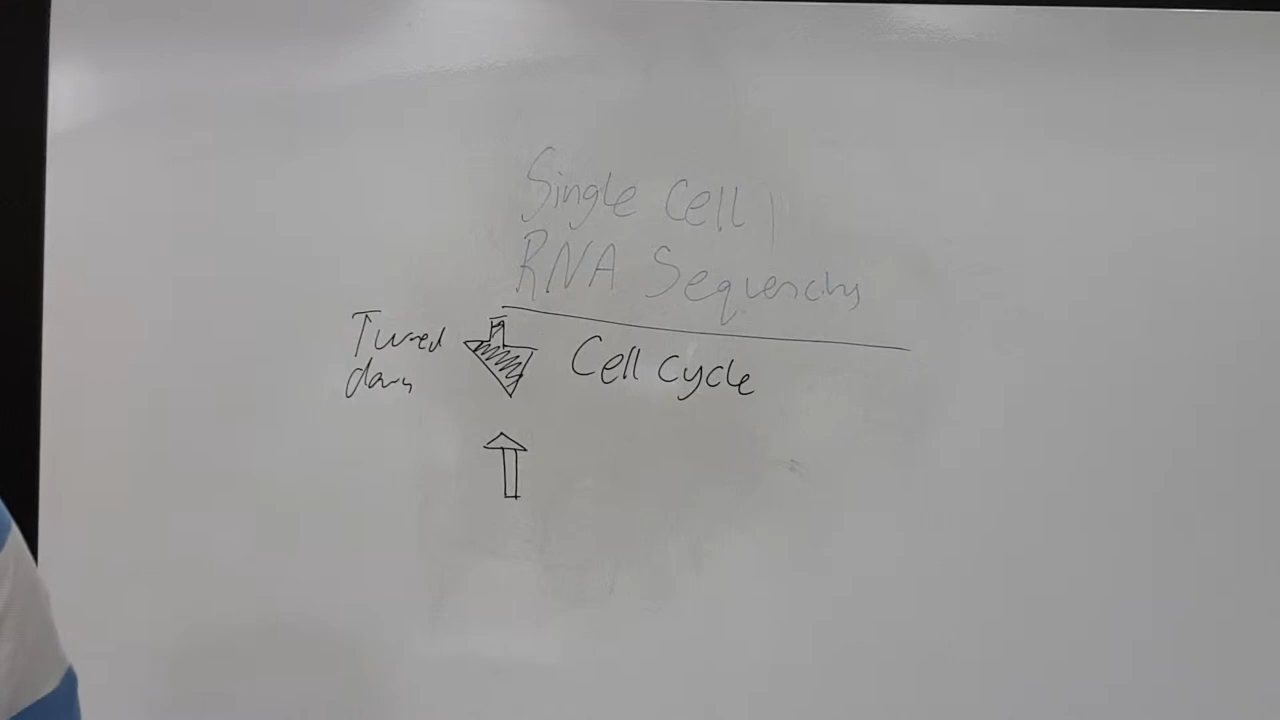 Single Cell
RNA Sequencing
Turned
down
Cell Cycle